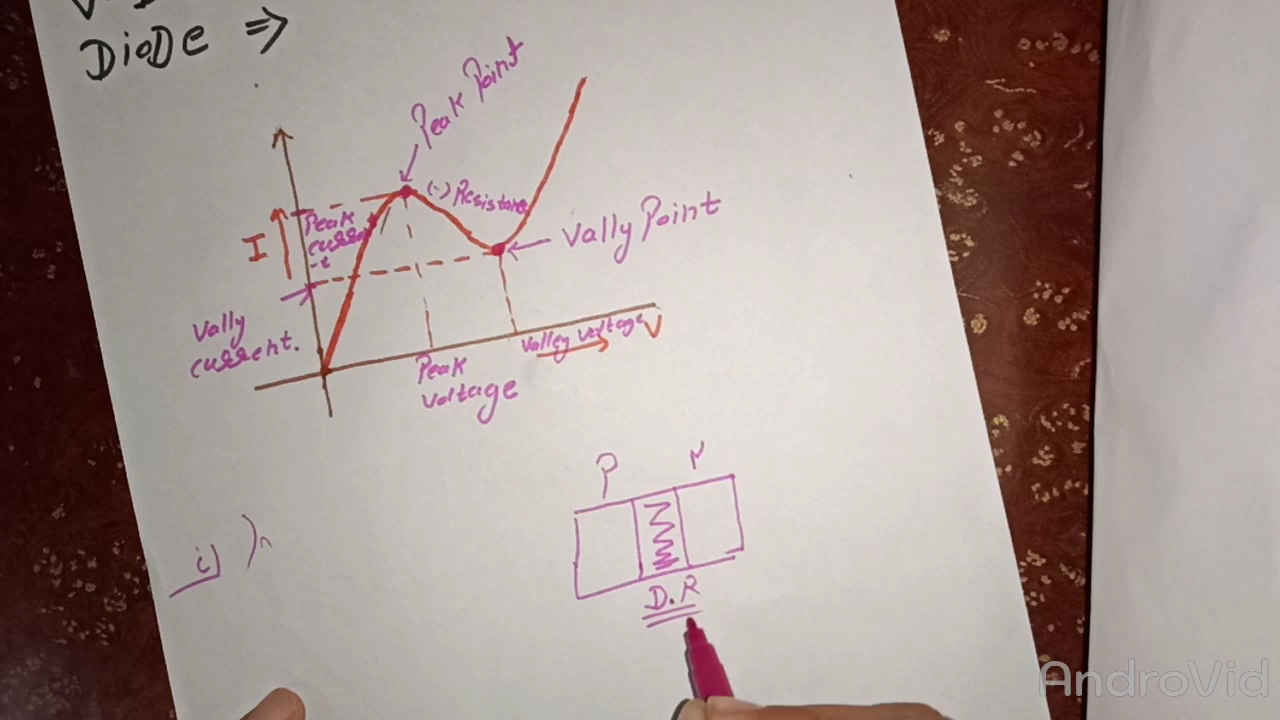 DioDe ⇒
Peak Point
(-) Resistance
Peak
current
-t
I
Vally Point
Vally
current.
Valley voltage
V
Peak
voltage
P
N
i)
D.R
AndroVid